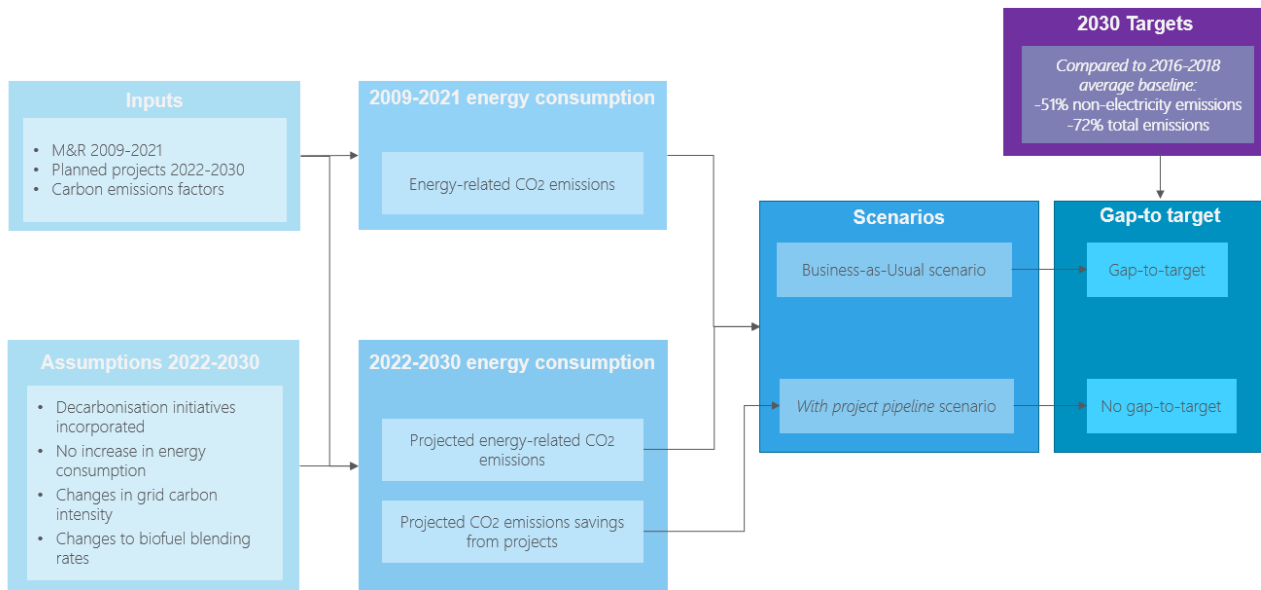 2030 Targets
Compared to 2016-2018
average baseline:
-51% non-electricity emissions
-72% total emissions
Inputs
• M&R 2009-2021
• Planned projects 2022-2030
• Carbon emissions factors
2009-2021 energy consumption
Energy-related CO2 emissions
Scenarios
Business-as-Usual scenario
With project pipeline scenario
Gap-to target
Gap-to-target
No gap-to-target
Assumptions 2022-2030
• Decarbonisation initiatives
incorporated
• No increase in energy
consumption
• Changes in grid carbon
intensity
• Changes to biofuel blending
rates
2022-2030 energy consumption
Projected energy-related CO2
emissions
Projected CO2 emissions savings
from projects